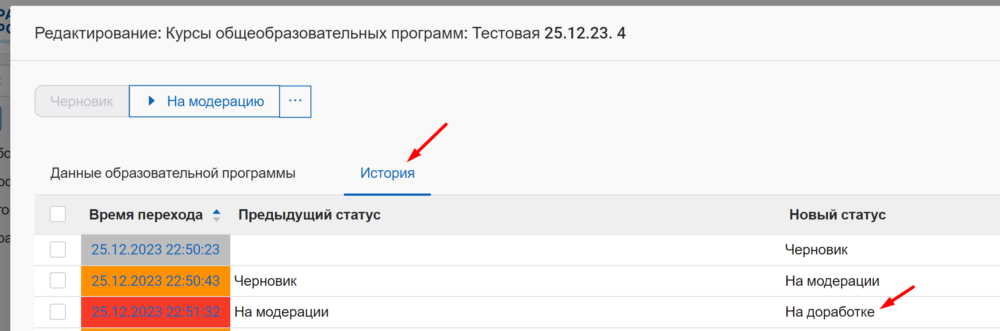 Редактирование: Курсы общеобразовательных программ: Тестовая 25.12.23. 4
Черновик
На модерацию
...
Данные образовательной программы
История
Время перехода Предыдущий статус Новый статус
25.12.2023 22:50:23 Черновик
25.12.2023 22:50:43 Черновик На модерации
25.12.2023 22:51:32 На модерации На доработке